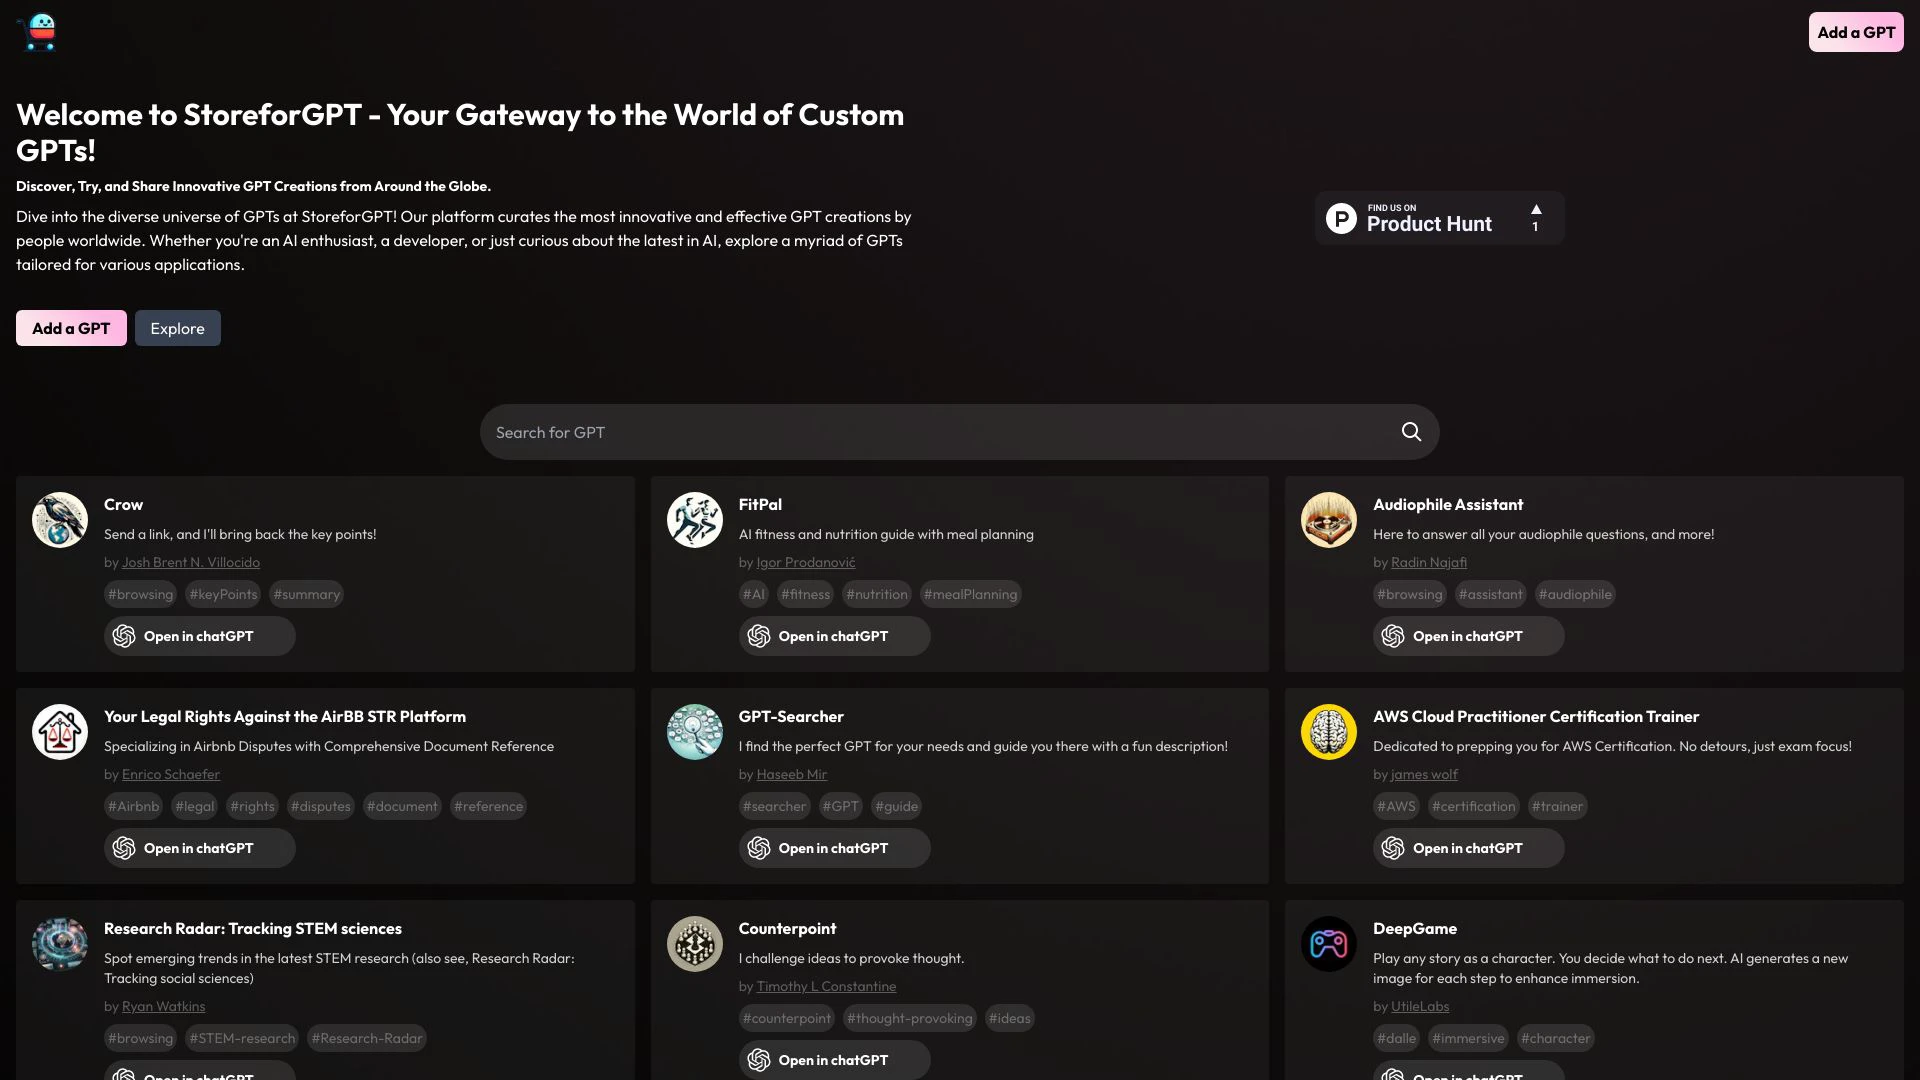 Add a GPT
Welcome to StoreforGPT - Your Gateway to the World of Custom
GPTs!
Discover, Try, and Share Innovative GPT Creations from Around the Globe.
Dive into the diverse universe of GPTs at StoreforGPT! Our platform curates the most innovative and effective GPT creations by
people worldwide. Whether you're an AI enthusiast, a developer, or just curious about the latest in AI, explore a myriad of GPTs
tailored for various applications.
Add a GPT
Explore
P
FIND US ON
Product Hunt
1
Search for GPT
Crow
Send a link, and I'll bring back the key points!
by Josh Brent N. Villocido
#browsing #keyPoints #summary
Open in chatGPT
FitPal
AI fitness and nutrition guide with meal planning
by Igor Prodanović
#AI #fitness #nutrition #mealPlanning
Open in chatGPT
Audiophile Assistant
Here to answer all your audiophile questions, and more!
by Radin Najafi
#browsing #assistant #audiophile
Open in chatGPT
Your Legal Rights Against the AirBB STR Platform
Specializing in Airbnb Disputes with Comprehensive Document Reference
by Enrico Schaefer
#Airbnb #legal #rights #disputes #document #reference
Open in chatGPT
GPT-Searcher
I find the perfect GPT for your needs and guide you there with a fun description!
by Haseeb Mir
#searcher #GPT #guide
Open in chatGPT
AWS Cloud Practitioner Certification Trainer
Dedicated to prepping you for AWS Certification. No detours, just exam focus!
by james wolf
#AWS #certification #trainer
Open in chatGPT
Research Radar: Tracking STEM sciences
Spot emerging trends in the latest STEM research (also see, Research Radar:
Tracking social sciences)
by Ryan Watkins
#browsing #STEM-research #Research-Radar
Open in chatGPT
Counterpoint
I challenge ideas to provoke thought.
by Timothy L Constantine
#counterpoint #thought-provoking #ideas
Open in chatGPT
DeepGame
Play any story as a character. You decide what to do next. AI generates a new
image for each step to enhance immersion.
by UtileLabs
#dalle #immersive #character
Open in chatGPT